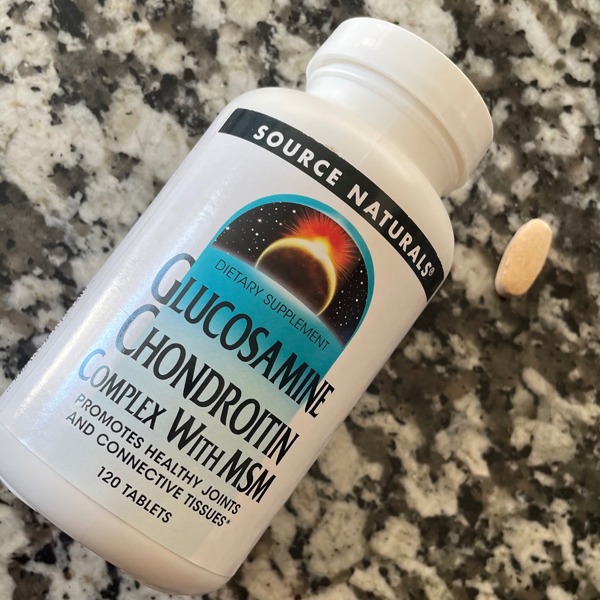 SOURCE NATURALS®
DIETARY SUPPLEMENT
GLUCOSAMINE
CHONDROITIN
COMPLEX WITH MSM
PROMOTES HEALTHY JOINTS
AND CONNECTIVE TISSUES*
120 TABLETS